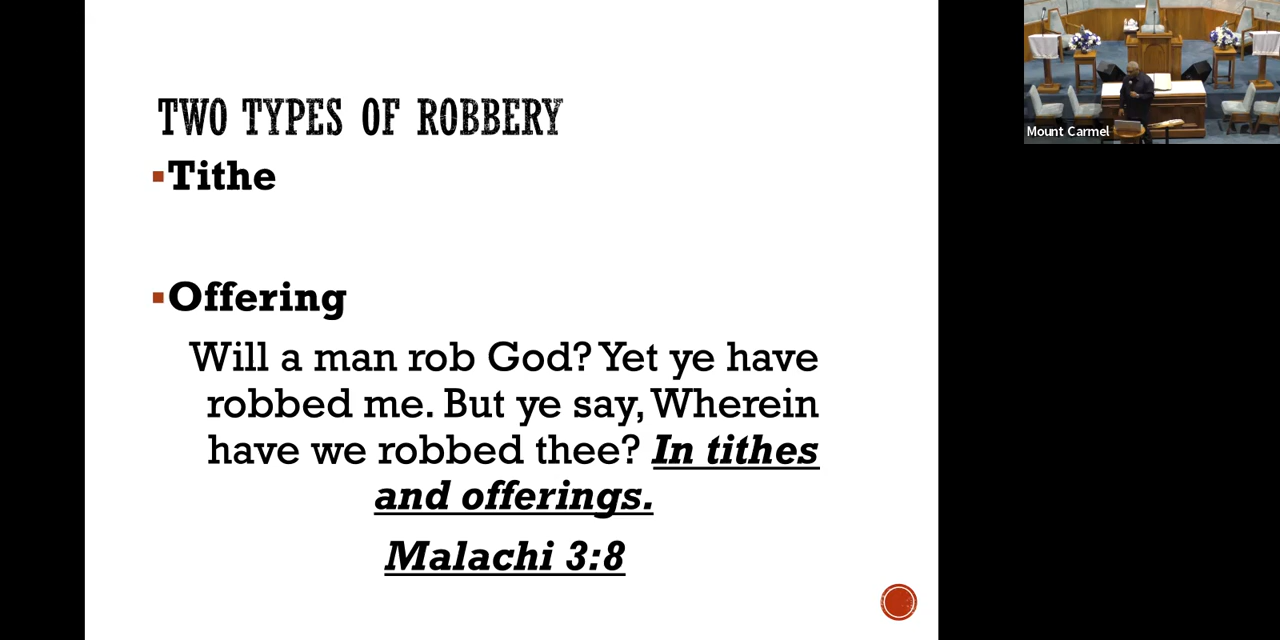 TWO TYPES OF ROBBERY
▪Tithe
▪Offering
Will a man rob God? Yet ye have
robbed me. But ye say, Wherein
have we robbed thee? In tithes
and offerings.
Malachi 3:8
Mount Carmel